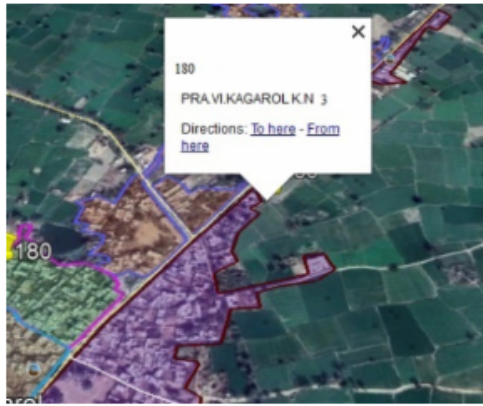 180
PRA.VI.KAGAROL K.N 3
Directions: To here - From
here
180